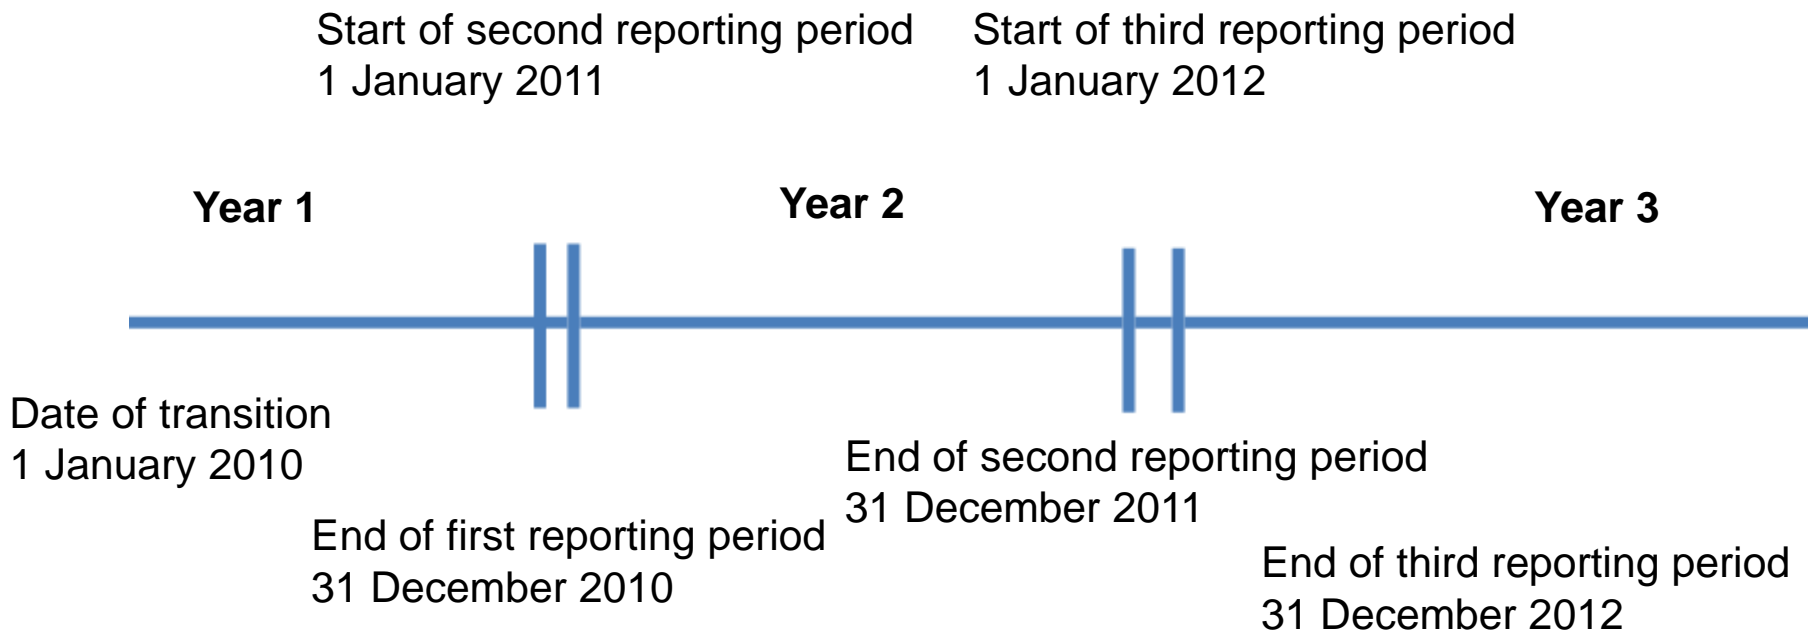 Start of second reporting period
1 January 2011
Start of third reporting period
1 January 2012
Year 1
Year 2
Year 3
Date of transition
1 January 2010
End of first reporting period
31 December 2010
End of second reporting period
31 December 2011
End of third reporting period
31 December 2012